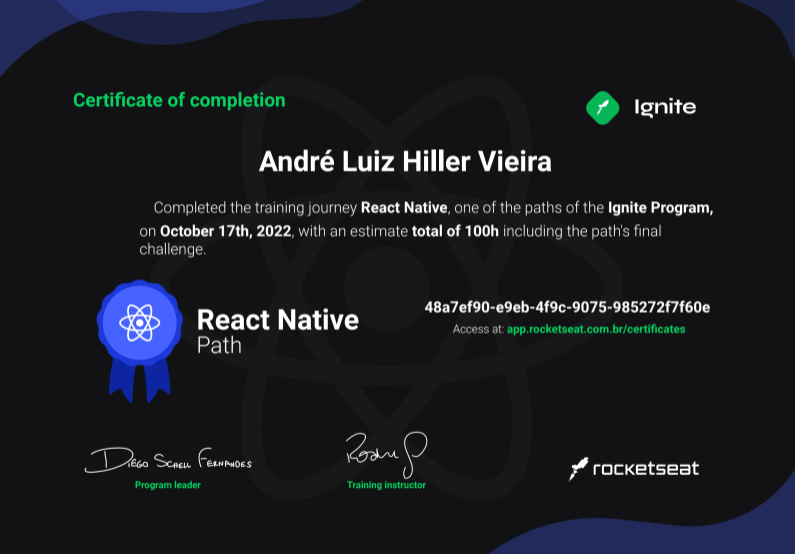 Certificate of completion
Ignite
André Luiz Hiller Vieira
Completed the training journey React Native, one of the paths of the Ignite Program,
on October 17th, 2022, with an estimate total of 100h including the path's final
challenge.
React Native
Path
48a7ef90-e9eb-4f9c-9075-985272f7f60e
Access at: app.rocketseat.com.br/certificates
Diego Schell Fernandes
Program leader
Training instructor
rocketseat